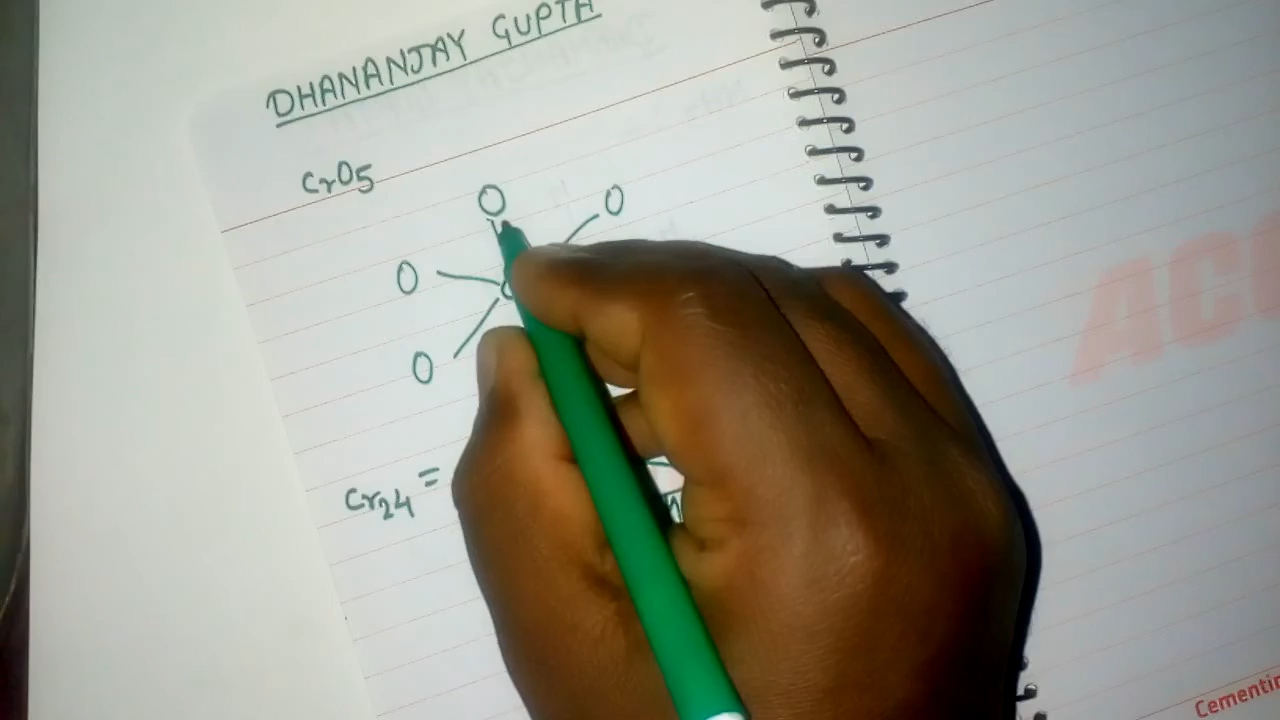 DHANANJAY GUPTA
CrO5
O O
O
O
Cr24 =
Cementin